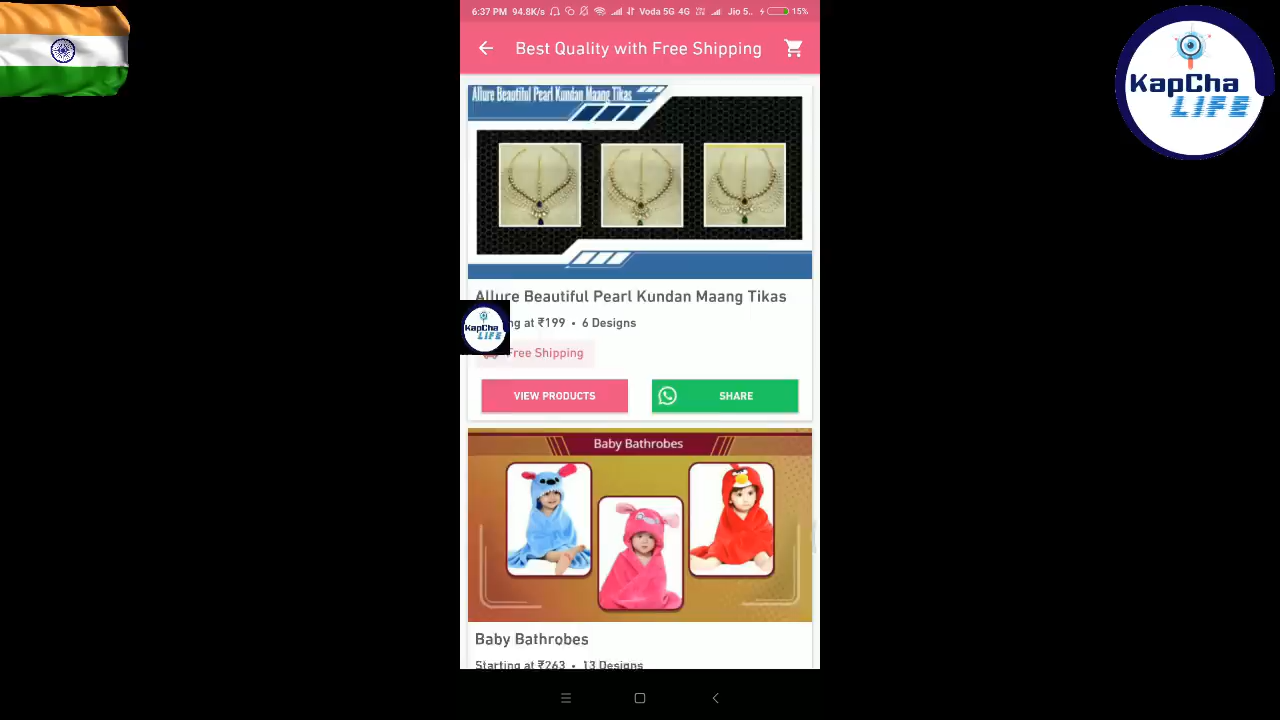 6:37 PM 94.8K/s Voda 5G 4G Jio 5.. 15%
Best Quality with Free Shipping
KapCha
LIFE
Allure Beautiful Pearl Kundan Maang Tikas
Allure Beautiful Pearl Kundan Maang Tikas
ng at ₹199 • 6 Designs
KapCha
LIFE
Free Shipping
VIEW PRODUCTS
SHARE
Baby Bathrobes
Baby Bathrobes
Starting at ₹263 • 13 Designs